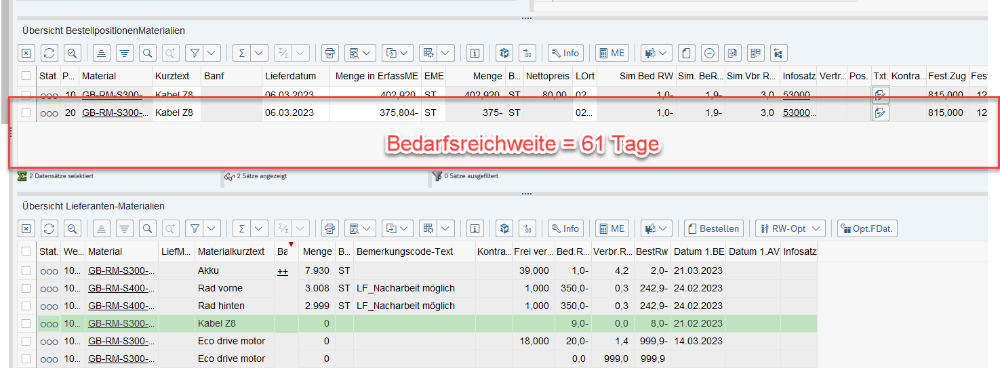 Übersicht BestellpositionenMaterialien
Info ME
Stat. P... Material Kurztext Banf Lieferdatum Menge in ErfassME EME Menge B... Nettopreis LOrt Sim.Bed.RW Sim. BeR... Sim.Vbr.R... Infosatz Vertr... Pos. Txt. Kontra... Fest.Zug Fest
10 GB-RM-S300-... Kabel Z8 06.03.2023 402,920 ST 402,920 ST 80,00 02... 1,0- 1,9- 3,0 53000... 815,000 12
20 GB-RM-S300-... Kabel Z8 06.03.2023 375,804- ST 375- ST 02... 1,0- 1,9- 3,0 53000... 815,000 12
Bedarfsreichweite = 61 Tage
2 Datensätze selektiert 2 Sätze angezeigt 0 Sätze ausgefiltert
Übersicht Lieferanten-Materialien
Info ME Bestellen RW-Opt Opt.FDat.
Stat. We... Material LiefM... Materialkurztext Ba Menge B... Bemerkungscode-Text Kontra... Frei ver... Bed.R... Verbr.R... BestRw Datum 1.BE Datum 1.AV Infosatz
10... GB-RM-S300-... Akku ++ 7.930 ST 39,000 1,0- 4,2 2,0- 21.03.2023
10... GB-RM-S400-... Rad vorne 3.008 ST LF_Nacharbeit möglich 1,000 350,0- 0,3 242,9- 24.02.2023
10... GB-RM-S400-... Rad hinten 2.999 ST LF_Nacharbeit möglich 1,000 350,0- 0,3 242,9- 24.02.2023
10... GB-RM-S300-... Kabel Z8 0 9,0- 0,0 8,0- 21.02.2023
10... GB-RM-S300-... Eco drive motor 0 18,000 20,0- 1,4 999,9- 14.03.2023
10... GB-RM-S300-... Eco drive motor 0 0,0 999,0 999,9